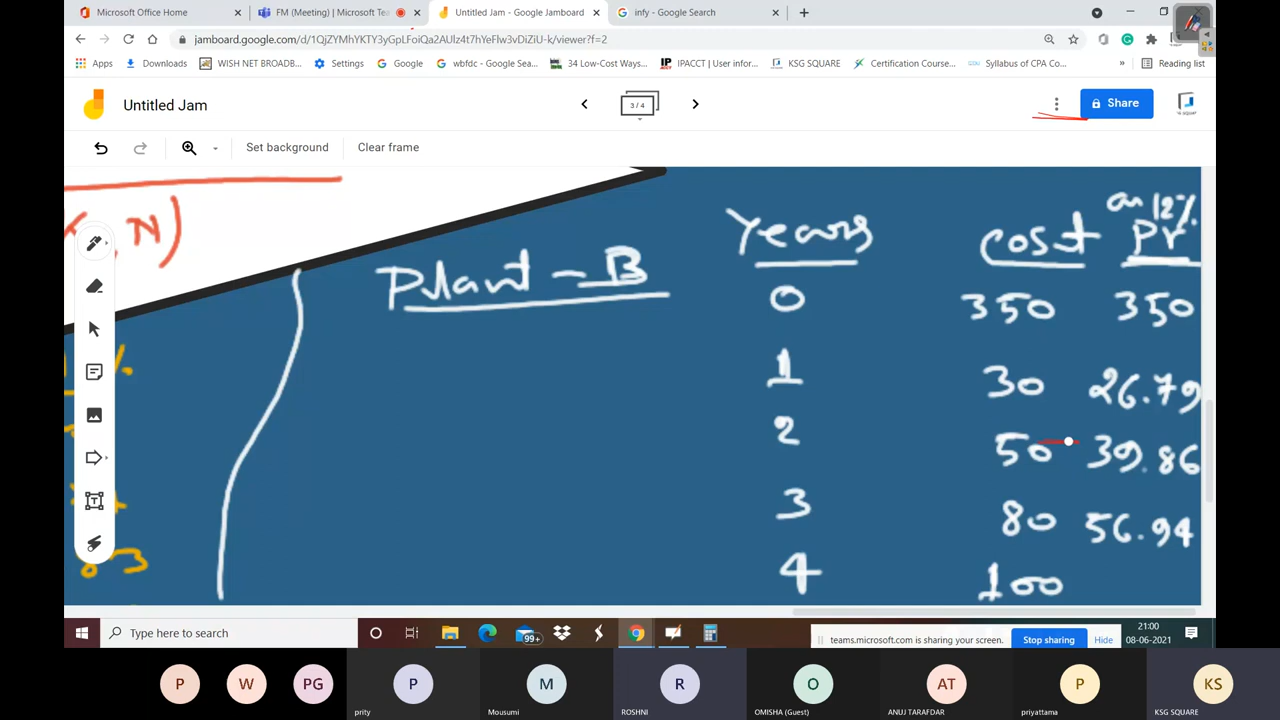 Microsoft Office Home
FM (Meeting) | Microsoft Tea
Untitled Jam - Google Jamboard
infy - Google Search
jamboard.google.com/d/1QjZYMhYKTY3yGpLFoiQa2AUlz4t7hYeFlw3vDiZiU-k/viewer?f=2
Apps
Downloads
WISH NET BROADB...
Settings
Google
wbfdc - Google Sea...
34 Low-Cost Ways...
IPACCT | User infor...
KSG SQUARE
Certification Course...
Syllabus of CPA Co...
»
Reading list
Untitled Jam
3 / 4
Share
Set background
Clear frame
, N)
Plant - B
Years
Cost
@ 12%
PV
0
350
350
1
30
26.79
2
50
39.86
3
80
56.94
4
100
%
83
Type here to search
99+
teams.microsoft.com is sharing your screen.
Stop sharing
Hide
21:00
08-06-2021
P
W
PG
P
prity
M
Mousumi
R
ROSHNI
O
OMISHA (Guest)
AT
ANUJ TARAFDAR
P
priyattama
KS
KSG SQUARE